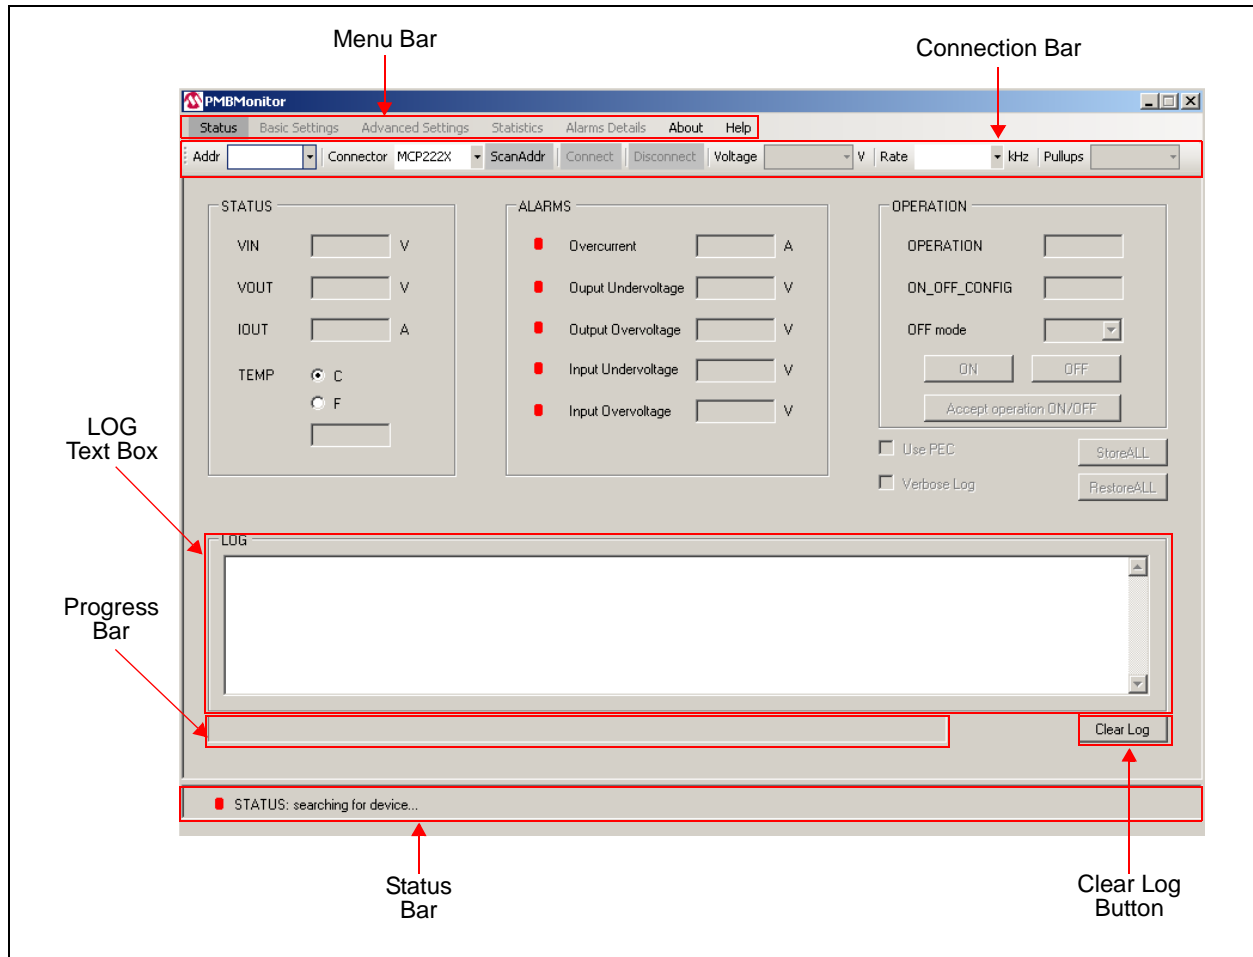 Menu Bar
Connection Bar
PMBMonitor
Status Basic Settings Advanced Settings Statistics Alarms Details About Help
Addr Connector MCP222X ScanAddr Connect Disconnect Voltage V Rate kHz Pullups
STATUS
VIN V
VOUT V
IOUT A
TEMP C
F
ALARMS
Overcurrent A
Ouput Undervoltage V
Output Overvoltage V
Input Undervoltage V
Input Overvoltage V
OPERATION
OPERATION
ON_OFF_CONFIG
OFF mode
ON OFF
Accept operation ON/OFF
Use PEC StoreALL
Verbose Log RestoreALL
LOG
Text Box
LOG
Progress
Bar
Clear Log
STATUS: searching for device...
Status
Bar
Clear Log
Button